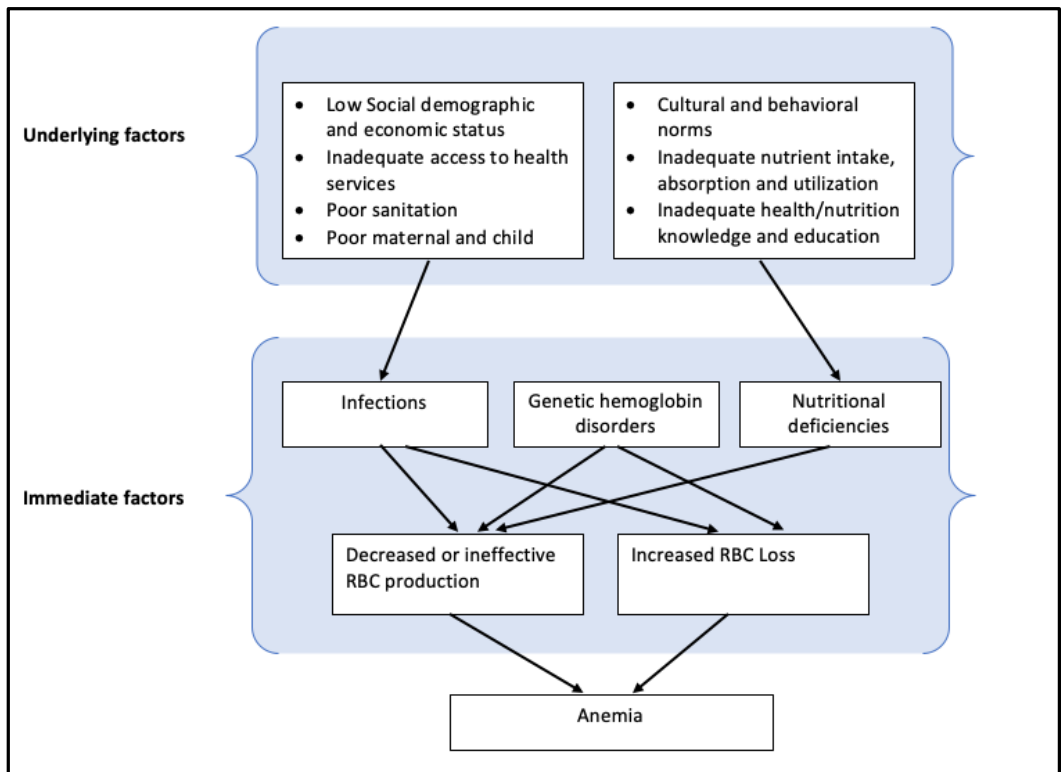 Underlying factors
• Low Social demographic
and economic status
• Inadequate access to health
services
• Poor sanitation
• Poor maternal and child
• Cultural and behavioral
norms
• Inadequate nutrient intake,
absorption and utilization
• Inadequate health/nutrition
knowledge and education
Immediate factors
Infections
Genetic hemoglobin
disorders
Nutritional
deficiencies
Decreased or ineffective
RBC production
Increased RBC Loss
Anemia